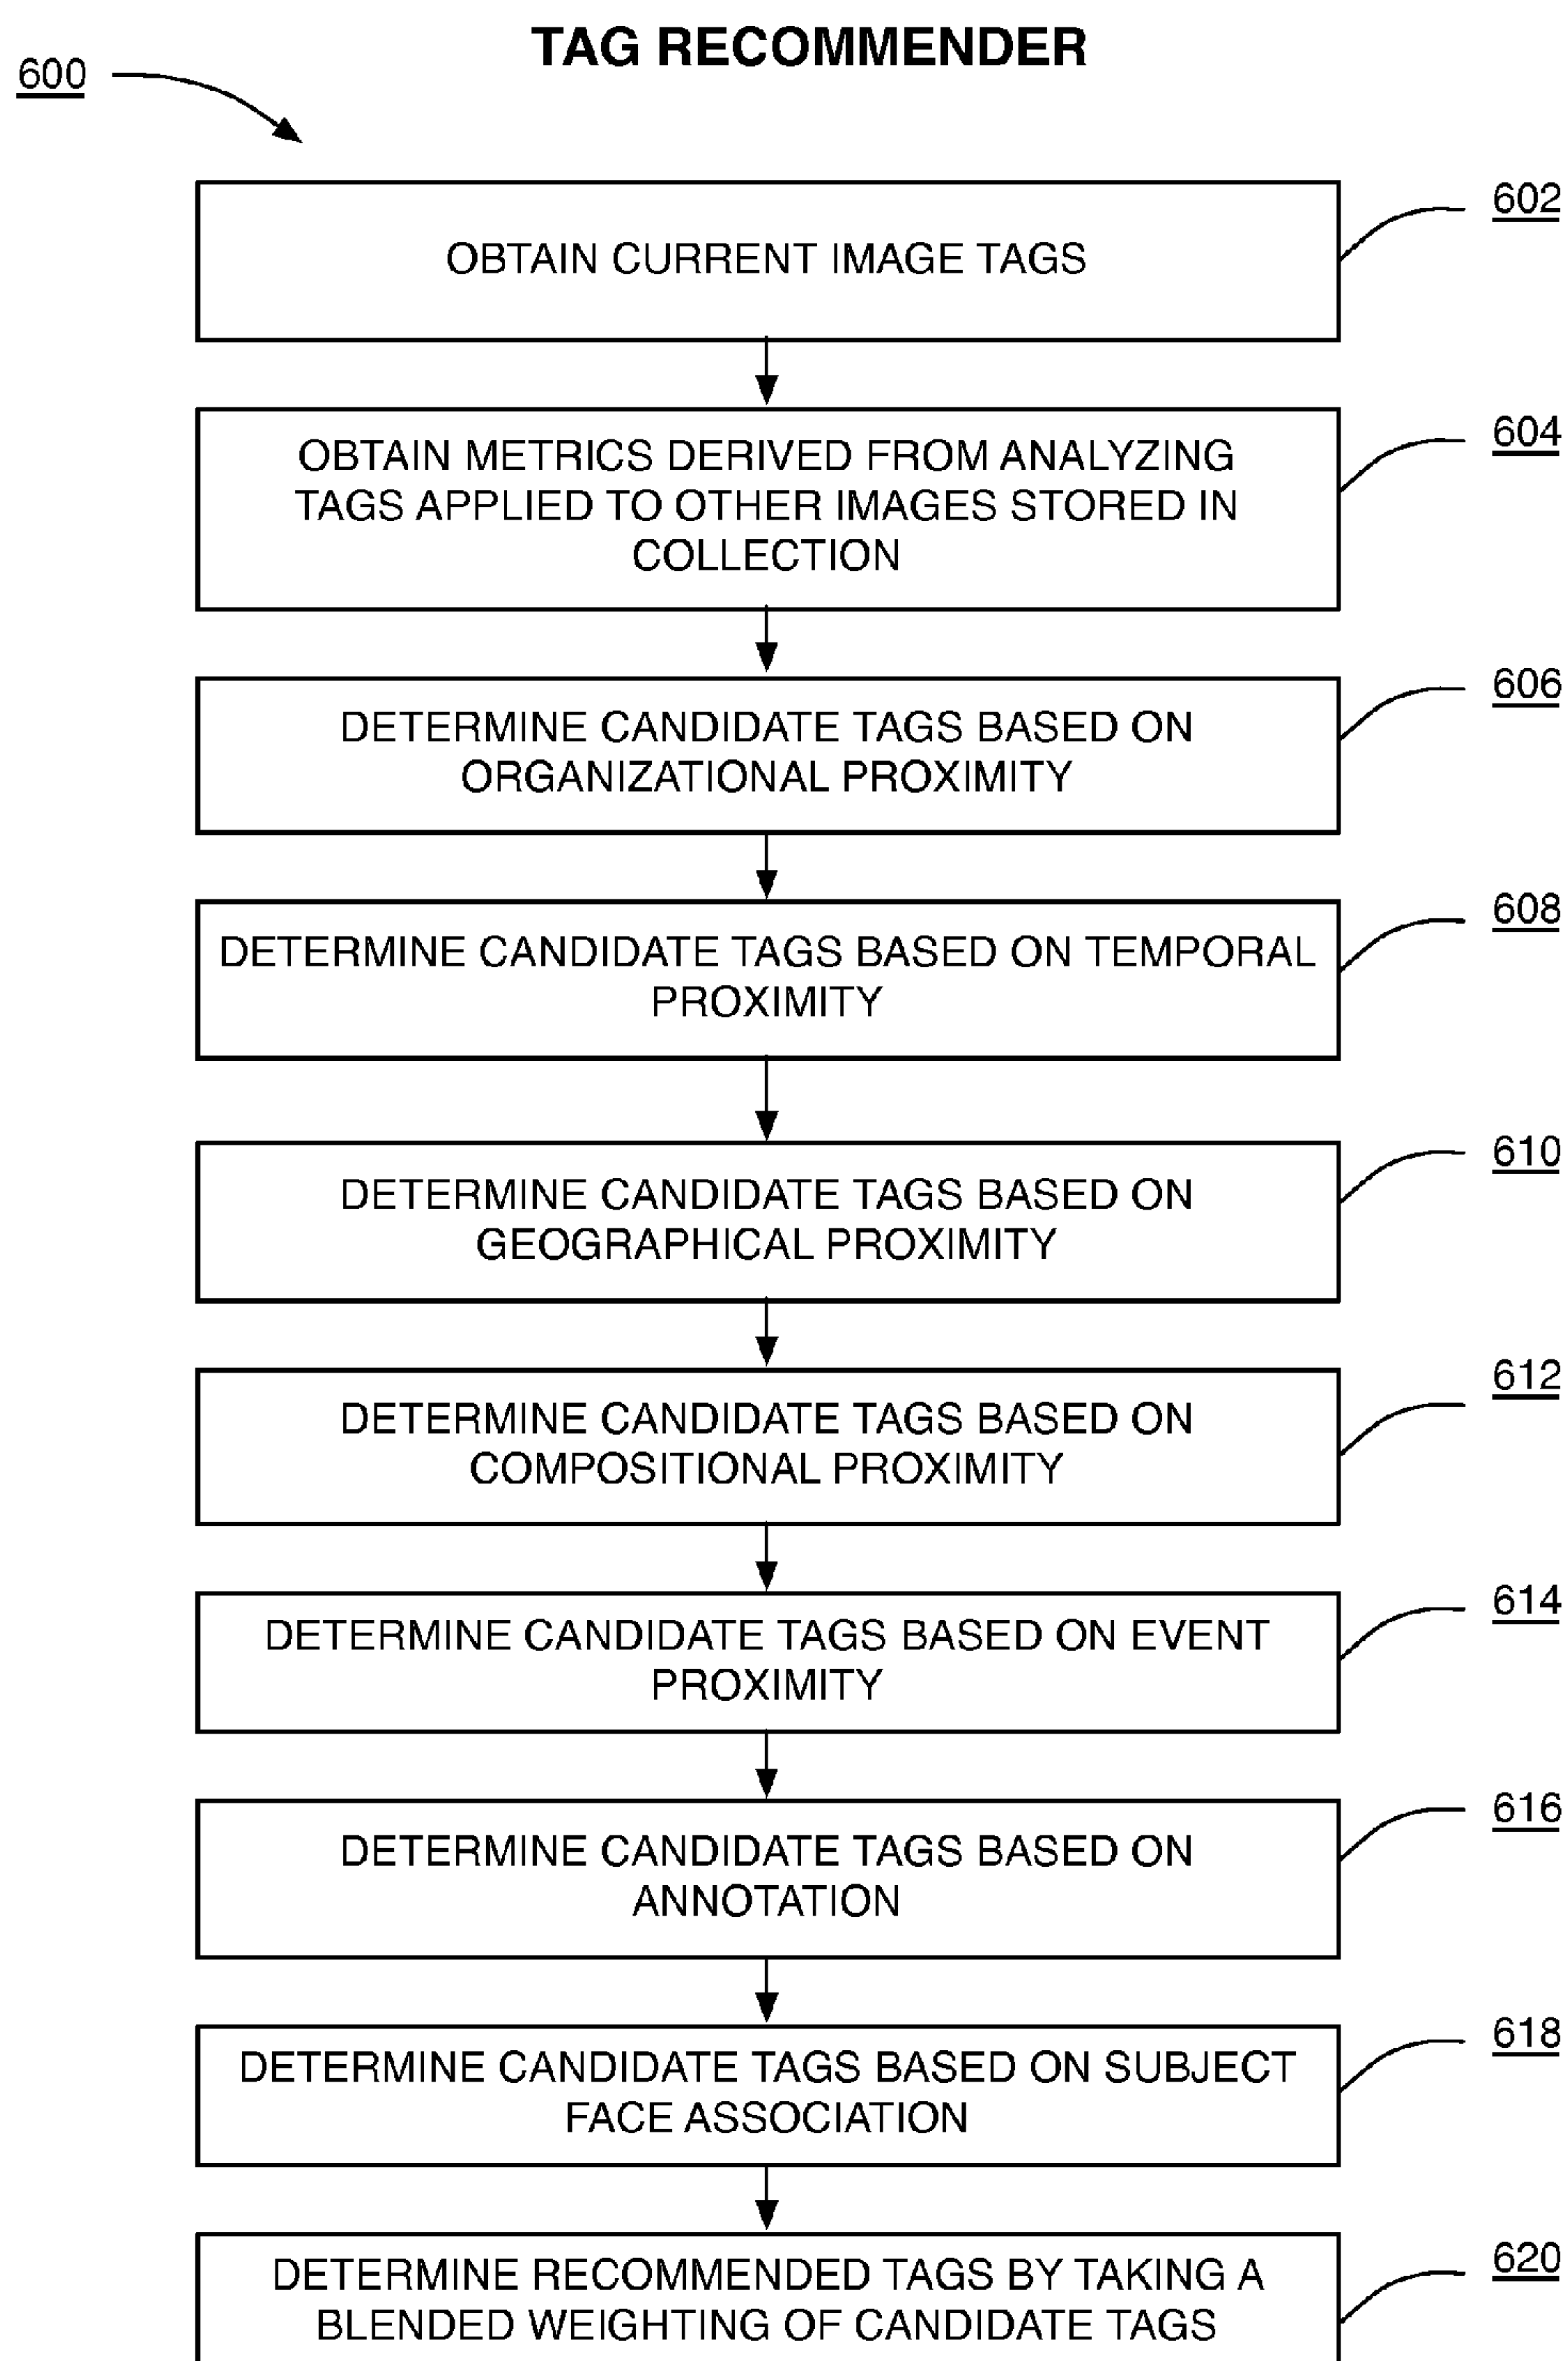 TAG RECOMMENDER
600
602
OBTAIN CURRENT IMAGE TAGS
604
OBTAIN METRICS DERIVED FROM ANALYZING
TAGS APPLIED TO OTHER IMAGES STORED IN
COLLECTION
606
DETERMINE CANDIDATE TAGS BASED ON
ORGANIZATIONAL PROXIMITY
608
DETERMINE CANDIDATE TAGS BASED ON TEMPORAL
PROXIMITY
610
DETERMINE CANDIDATE TAGS BASED ON
GEOGRAPHICAL PROXIMITY
612
DETERMINE CANDIDATE TAGS BASED ON
COMPOSITIONAL PROXIMITY
614
DETERMINE CANDIDATE TAGS BASED ON EVENT
PROXIMITY
616
DETERMINE CANDIDATE TAGS BASED ON
ANNOTATION
618
DETERMINE CANDIDATE TAGS BASED ON SUBJECT
FACE ASSOCIATION
620
DETERMINE RECOMMENDED TAGS BY TAKING A
BLENDED WEIGHTING OF CANDIDATE TAGS